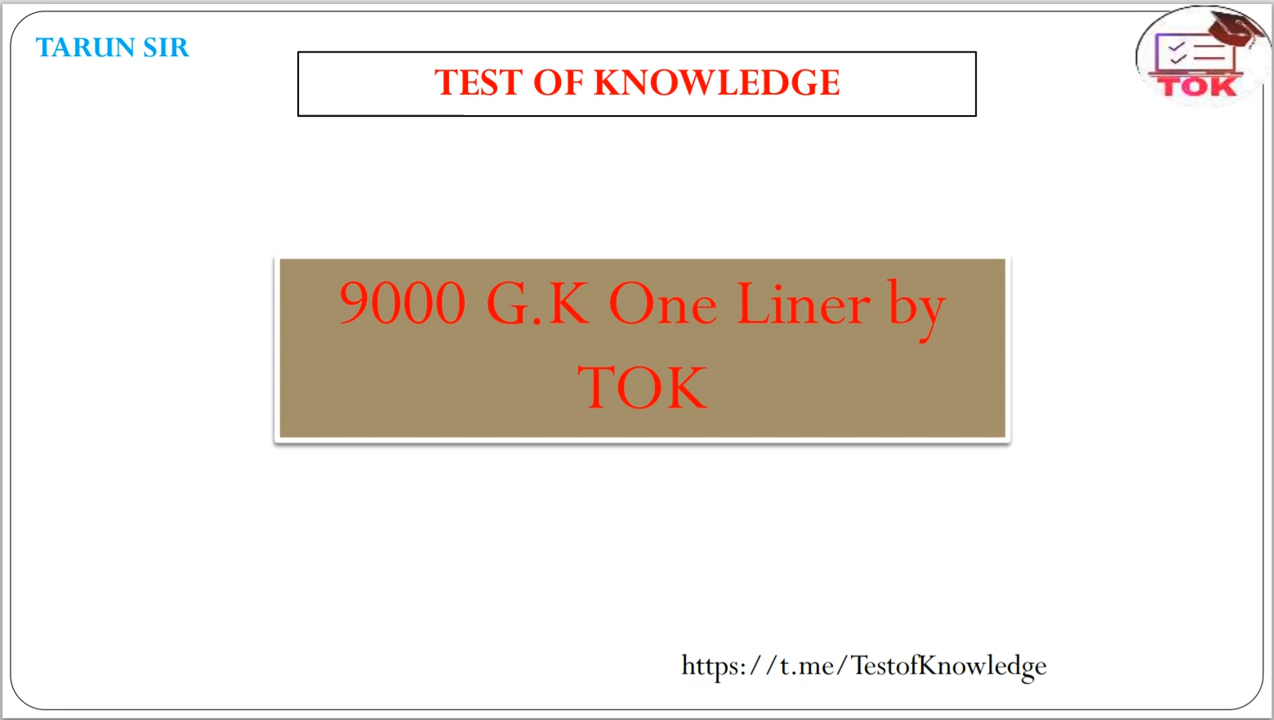 TARUN SIR
TEST OF KNOWLEDGE
TOK
9000 G.K One Liner by
TOK
https://t.me/TestofKnowledge